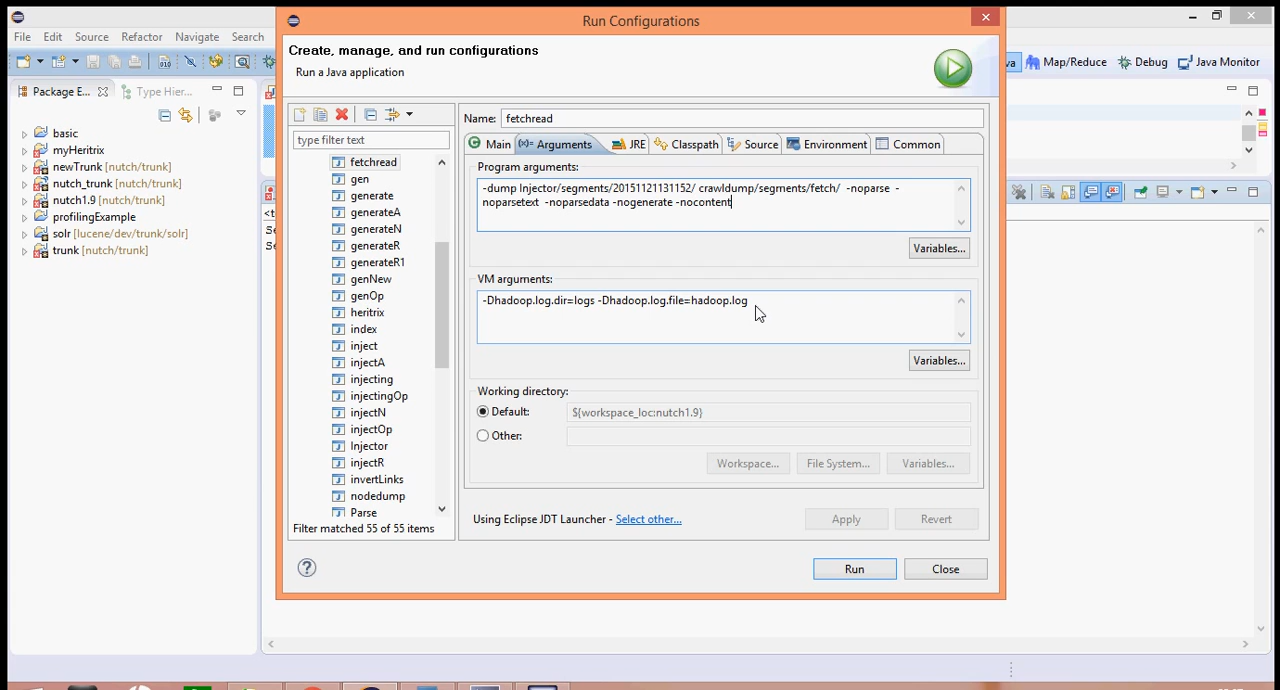 Run Configurations
File Edit Source Refactor Navigate Search
Create, manage, and run configurations
Run a Java application
Map/Reduce Debug Java Monitor
Package E... Type Hier...
basic
myHeritrix
newTrunk [nutch/trunk]
nutch_trunk [nutch/trunk]
nutch1.9 [nutch/trunk]
profilingExample
solr [lucene/dev/trunk/solr]
trunk [nutch/trunk]
type filter text
fetchread
gen
generate
generateA
generateN
generateR
generateR1
genNew
genOp
heritrix
index
inject
injectA
injecting
injectingOp
injectN
injectOp
Injector
injectR
invertLinks
nodedump
Parse
Filter matched 55 of 55 items
Name: fetchread
Main Arguments JRE Classpath Source Environment Common
Program arguments:
-dump Injector/segments/20151121131152/ crawldump/segments/fetch/ -noparse -
noparsetext -noparsedata -nogenerate -nocontent
Variables...
VM arguments:
-Dhadoop.log.dir=logs -Dhadoop.log.file=hadoop.log
Variables...
Working directory:
Default: ${workspace_loc:nutch1.9}
Other:
Workspace... File System... Variables...
Using Eclipse JDT Launcher - Select other...
Apply Revert
Run Close